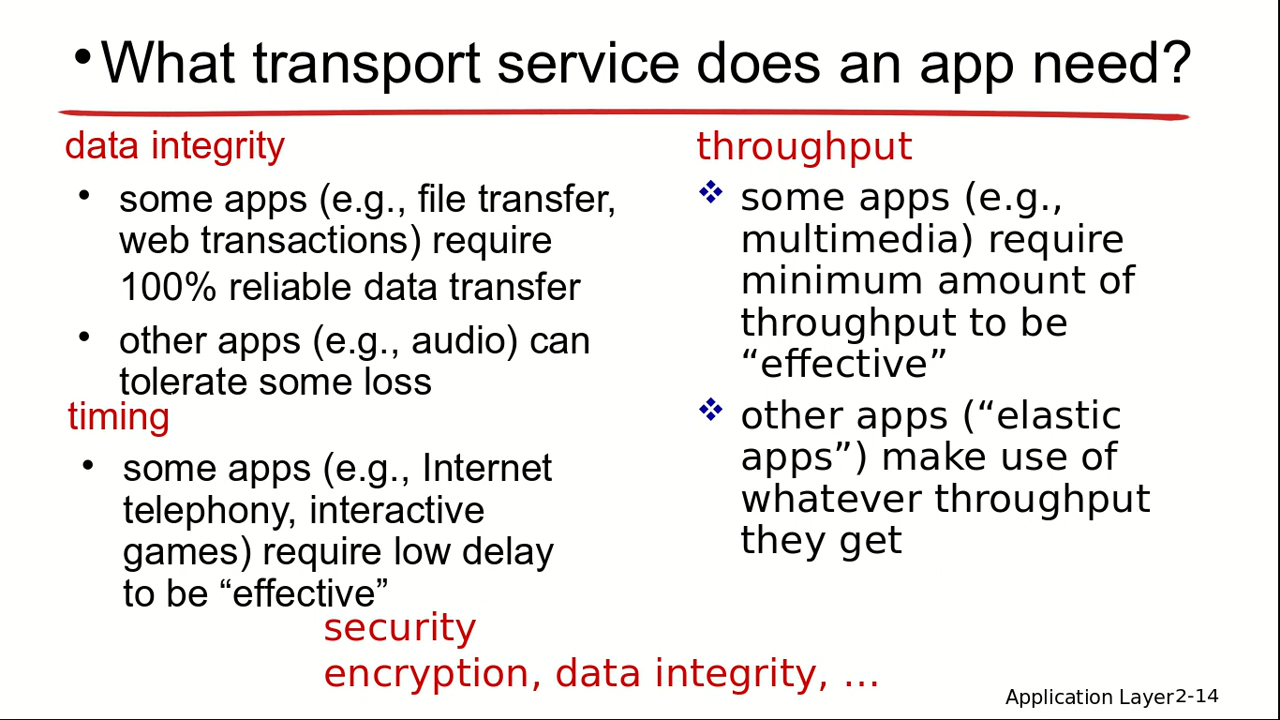 •What transport service does an app need?
data integrity
• some apps (e.g., file transfer,
web transactions) require
100% reliable data transfer
• other apps (e.g., audio) can
tolerate some loss
timing
• some apps (e.g., Internet
telephony, interactive
games) require low delay
to be “effective”
throughput
❖ some apps (e.g.,
multimedia) require
minimum amount of
throughput to be
“effective”
❖ other apps (“elastic
apps”) make use of
whatever throughput
they get
security
encryption, data integrity, …
Application Layer2-14